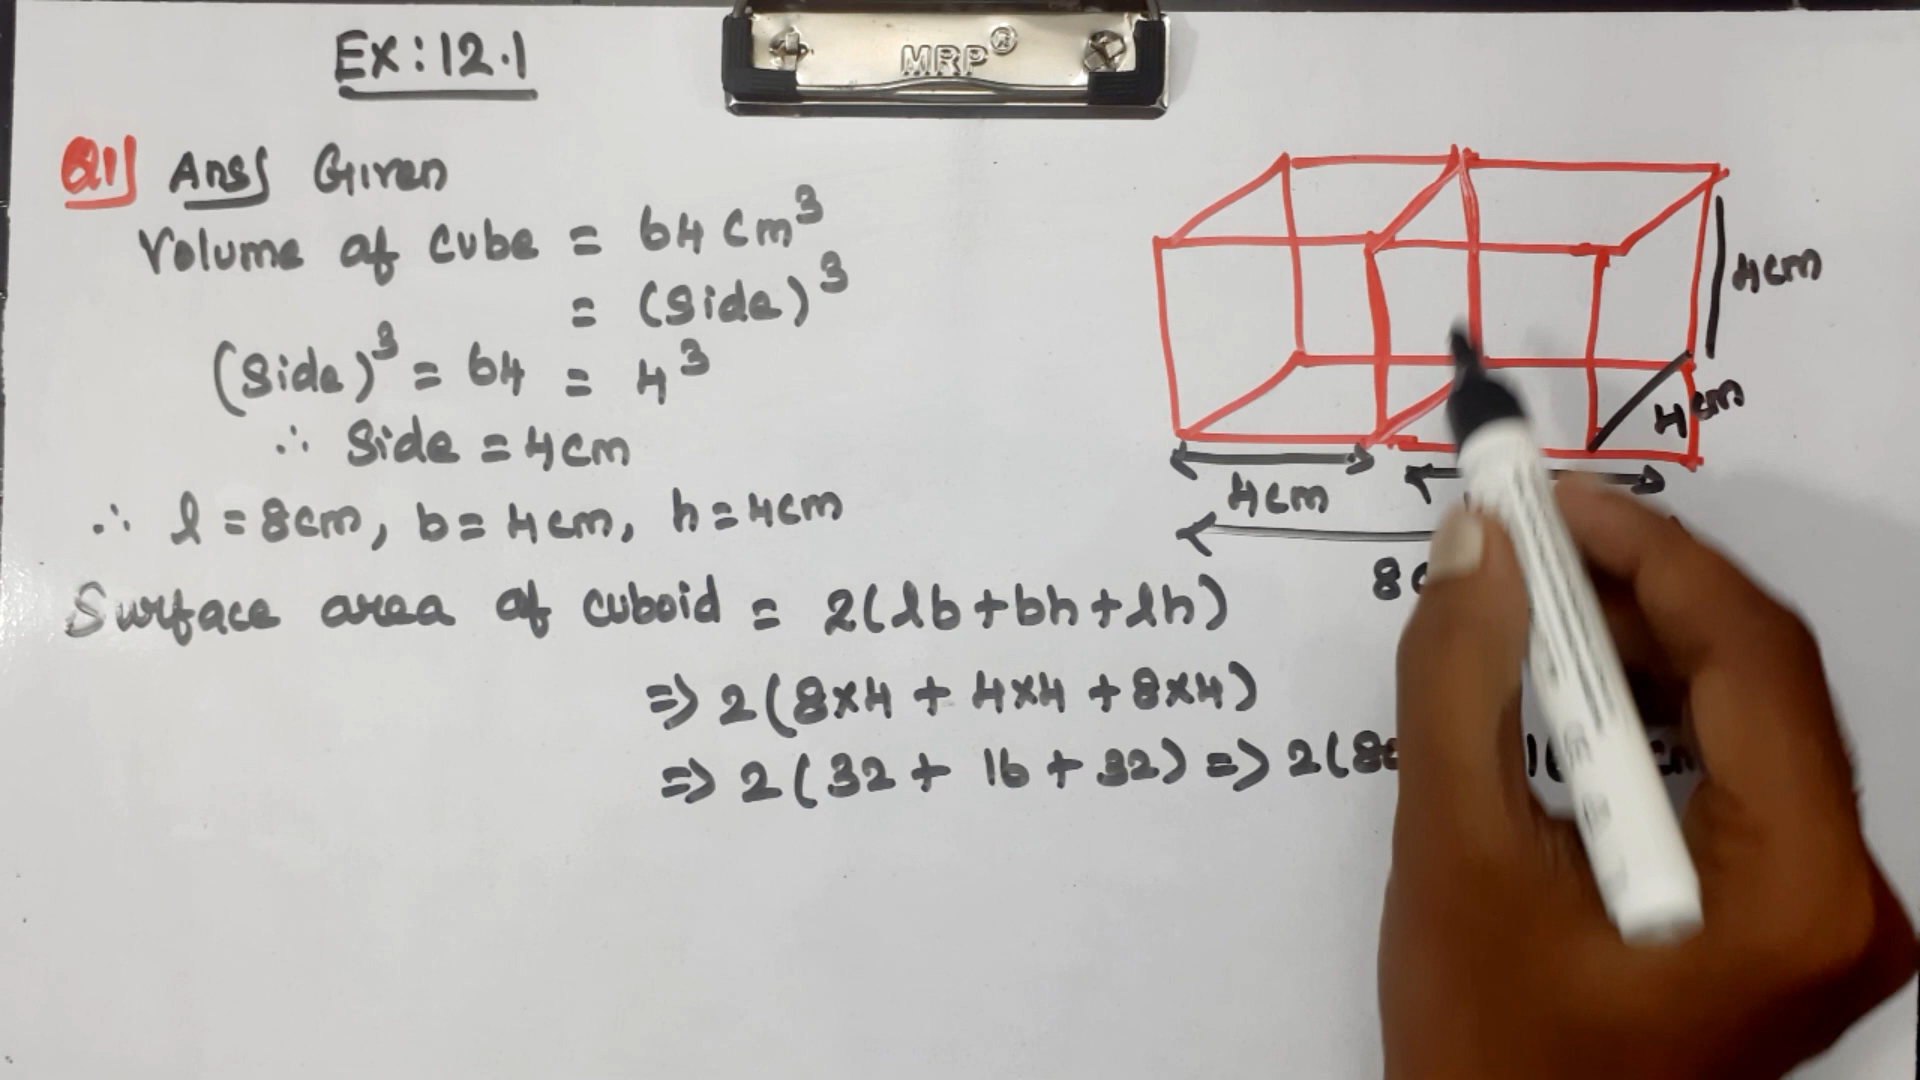 MRP®
Ex: 12.1
Q1] Ans] Given
Volume of cube = 64 cm³
= (Side)³
(Side)³ = 64 = 4³
∴ Side = 4cm
∴ l = 8cm, b = 4cm, h = 4cm
Surface area of cuboid = 2(lb+bh+lh)
=> 2(8×4 + 4×4 + 8×4)
=> 2(32 + 16 + 32) => 2(8
4cm
4cm
4cm
8